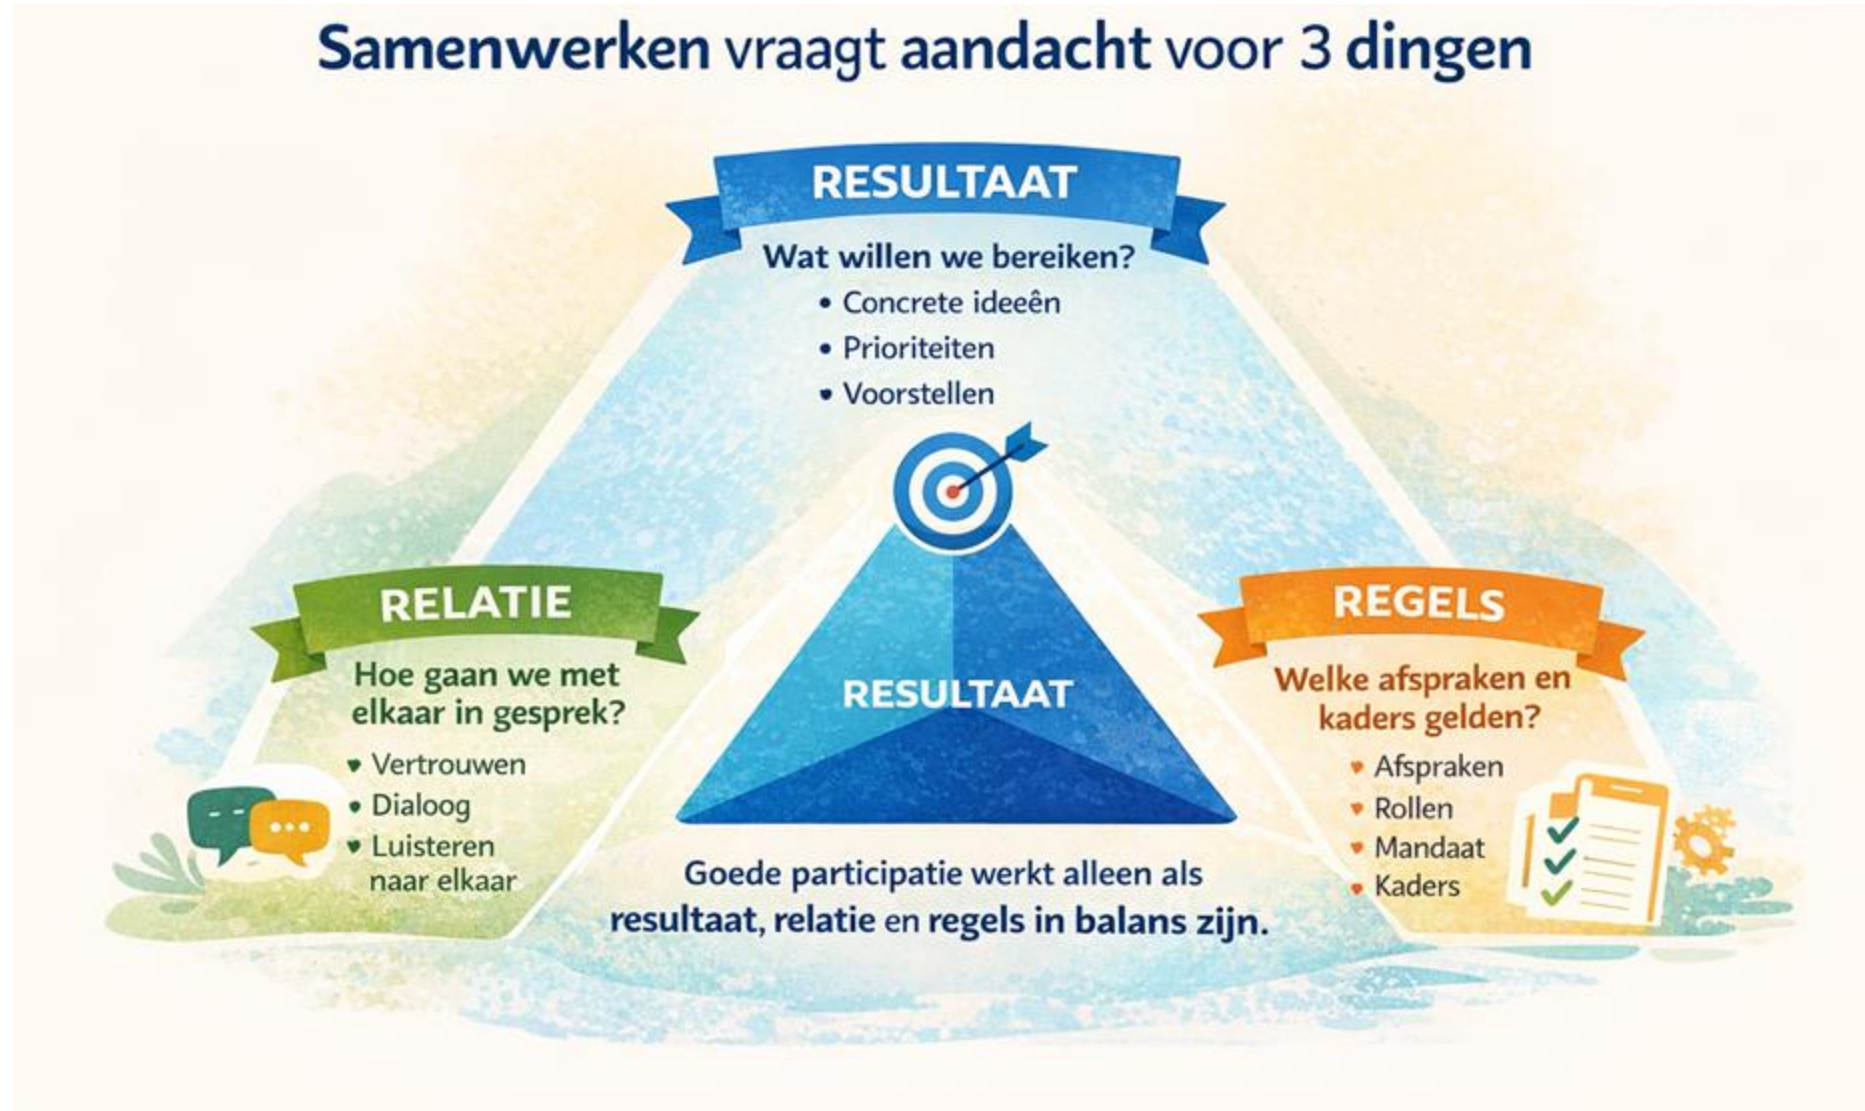 Samenwerken vraagt aandacht voor 3 dingen
RESULTAAT
Wat willen we bereiken?
• Concrete ideeên
• Prioriteiten
• Voorstellen
RELATIE
Hoe gaan we met
elkaar in gesprek?
• Vertrouwen
• Dialoog
• Luisteren
naar elkaar
RESULTAAT
REGELS
Welke afspraken en
kaders gelden?
• Afspraken
• Rollen
• Mandaat
• Kaders
Goede participatie werkt alleen als
resultaat, relatie en regels in balans zijn.